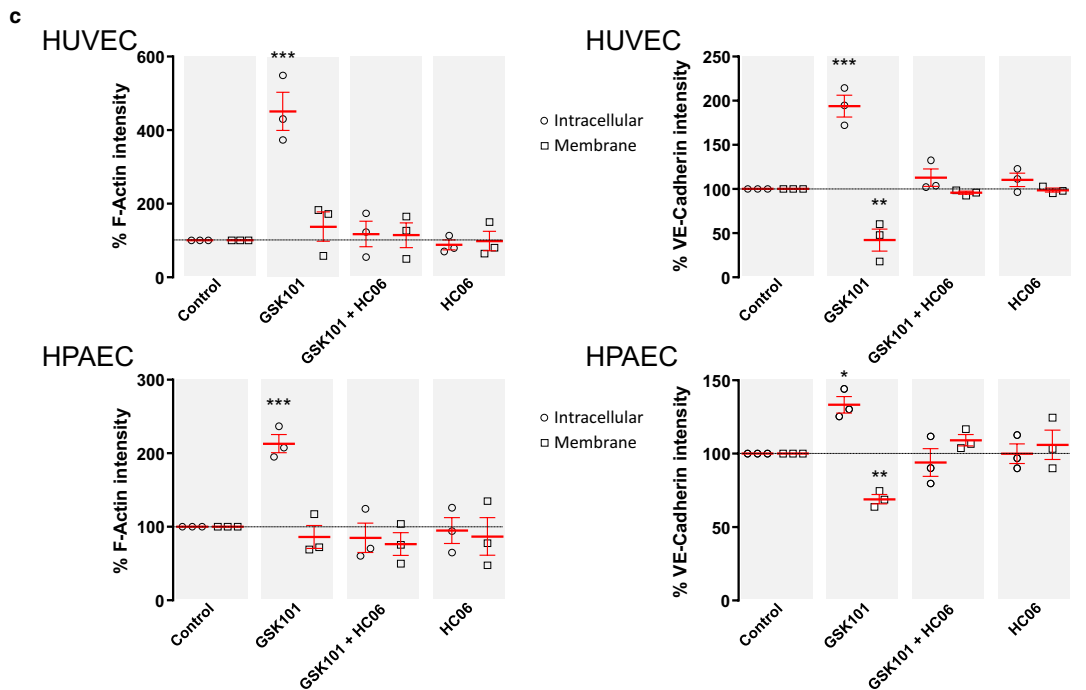 c
HUVEC
% F-Actin intensity
600
400
200
100
0
***
Control
GSK101
GSK101 + HC06
HC06
Intracellular
Membrane
HUVEC
% VE-Cadherin intensity
250
200
150
100
50
0
***
**
Control
GSK101
GSK101 + HC06
HC06
HPAEC
% F-Actin intensity
300
200
100
0
***
Control
GSK101
GSK101 + HC06
HC06
Intracellular
Membrane
HPAEC
% VE-Cadherin intensity
150
100
50
0
*
**
Control
GSK101
GSK101 + HC06
HC06